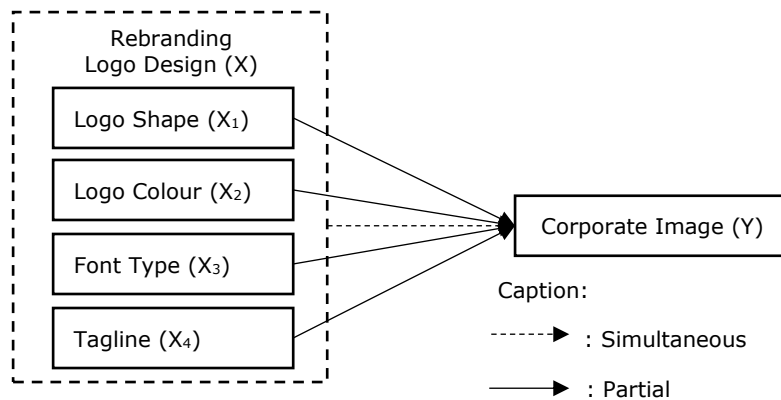 Rebranding
Logo Design (X)
Logo Shape (X₁)
Logo Colour (X₂)
Font Type (X₃)
Tagline (X₄)
Corporate Image (Y)
Caption:
: Simultaneous
: Partial